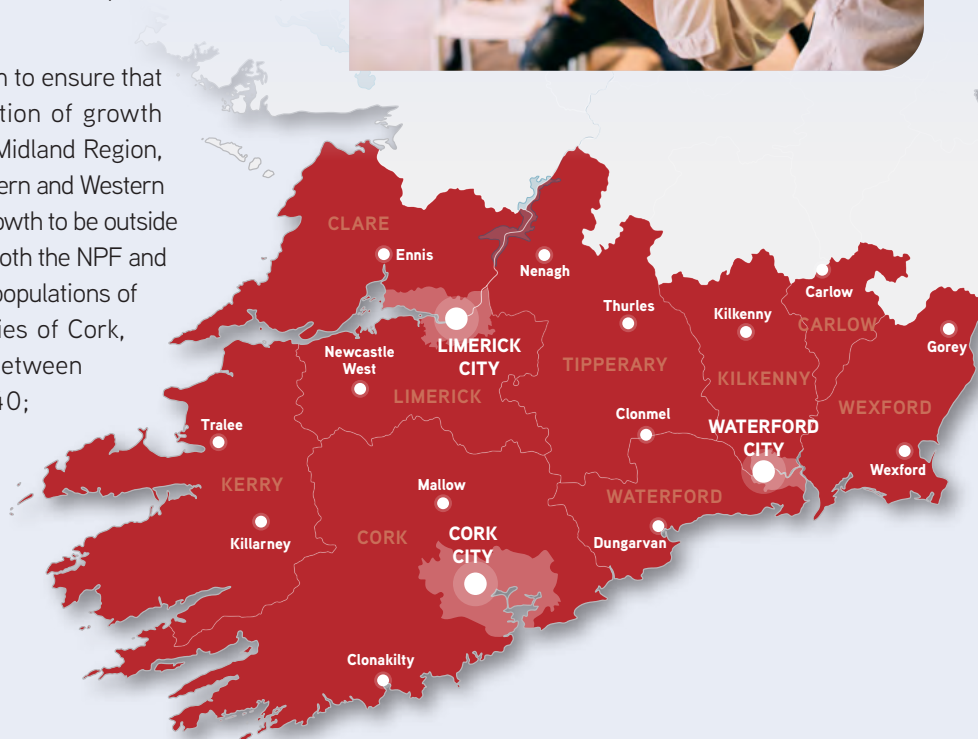 n to ensure that
tion of growth
Midland Region,
ern and Western
owth to be outside
oth the NPF and
populations of
ies of Cork,
etween
40;
CLARE
Ennis
Nenagh
Carlow
Thurles
Kilkenny
CARLOW
Gorey
LIMERICK
CITY
Newcastle
West
TIPPERARY
KILKENNY
LIMERICK
WEXFORD
Clonmel
WATERFORD
CITY
Tralee
Wexford
KERRY
Mallow
WATERFORD
Killarney
CORK
CORK
CITY
Dungarvan
Clonakilty